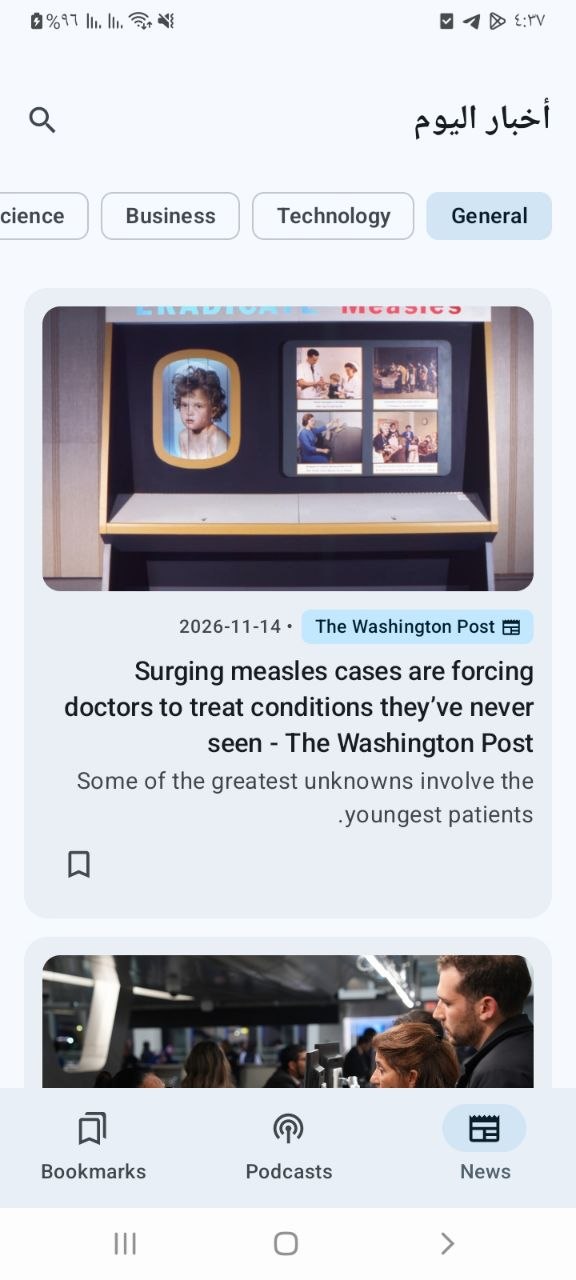 %٩٦
٤:٣٧
أخبار اليوم
General
Technology
Business
cience
ERADICATE Measles
The Washington Post
• 2026-11-14
Surging measles cases are forcing
doctors to treat conditions they’ve never
seen - The Washington Post
Some of the greatest unknowns involve the
.youngest patients
News
Podcasts
Bookmarks